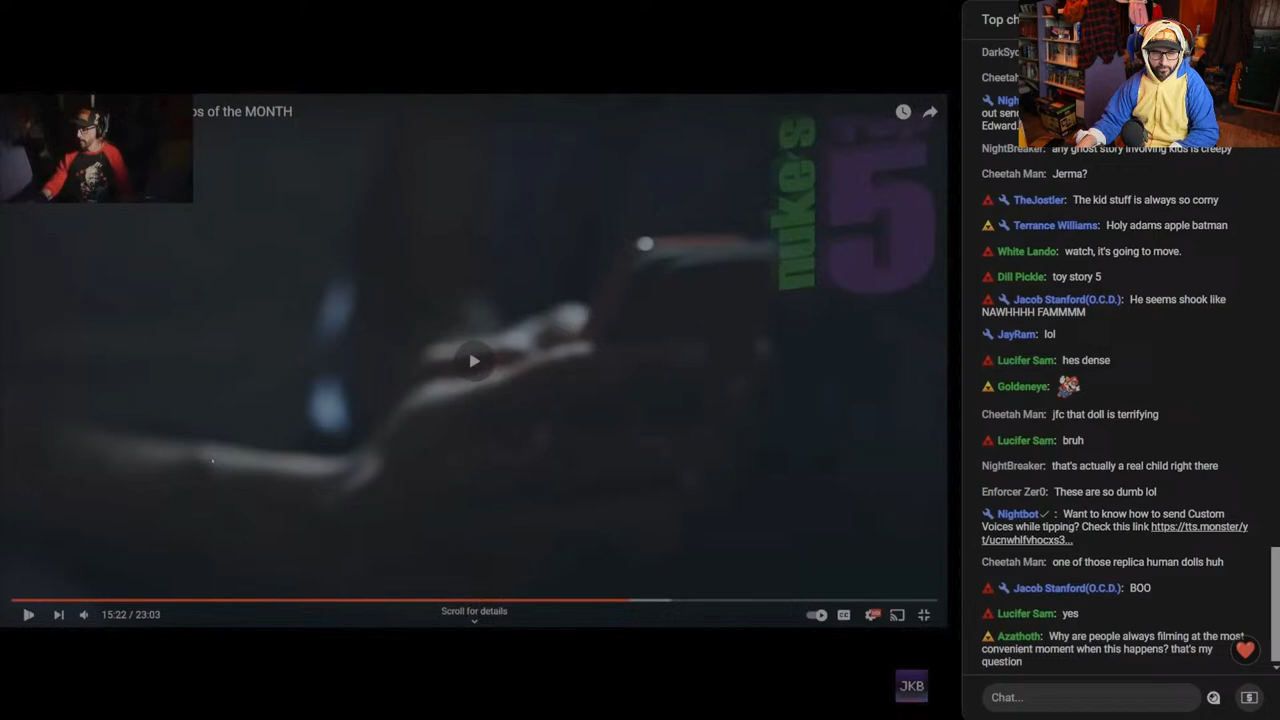 ps of the MONTH
nuke's
5
15:22 / 23:03
Scroll for details
JKB
Top ch
DarkSyd
Cheetah
Nigh
out send
Edward.
NightBreaker: any ghost story involving kids is creepy
Cheetah Man: Jerma?
TheJostler: The kid stuff is always so corny
Terrance Williams: Holy adams apple batman
White Lando: watch, it's going to move.
Dill Pickle: toy story 5
Jacob Stanford(O.C.D.): He seems shook like
NAWHHHH FAMMMM
JayRam: lol
Lucifer Sam: hes dense
Goldeneye:
Cheetah Man: jfc that doll is terrifying
Lucifer Sam: bruh
NightBreaker: that's actually a real child right there
Enforcer Zer0: These are so dumb lol
Nightbot : Want to know how to send Custom
Voices while tipping? Check this link https://tts.monster/y
t/ucnwhlfvhocxs3...
Cheetah Man: one of those replica human dolls huh
Jacob Stanford(O.C.D.): BOO
Lucifer Sam: yes
Azathoth: Why are people always filming at the most
convenient moment when this happens? that's my
question
Chat...